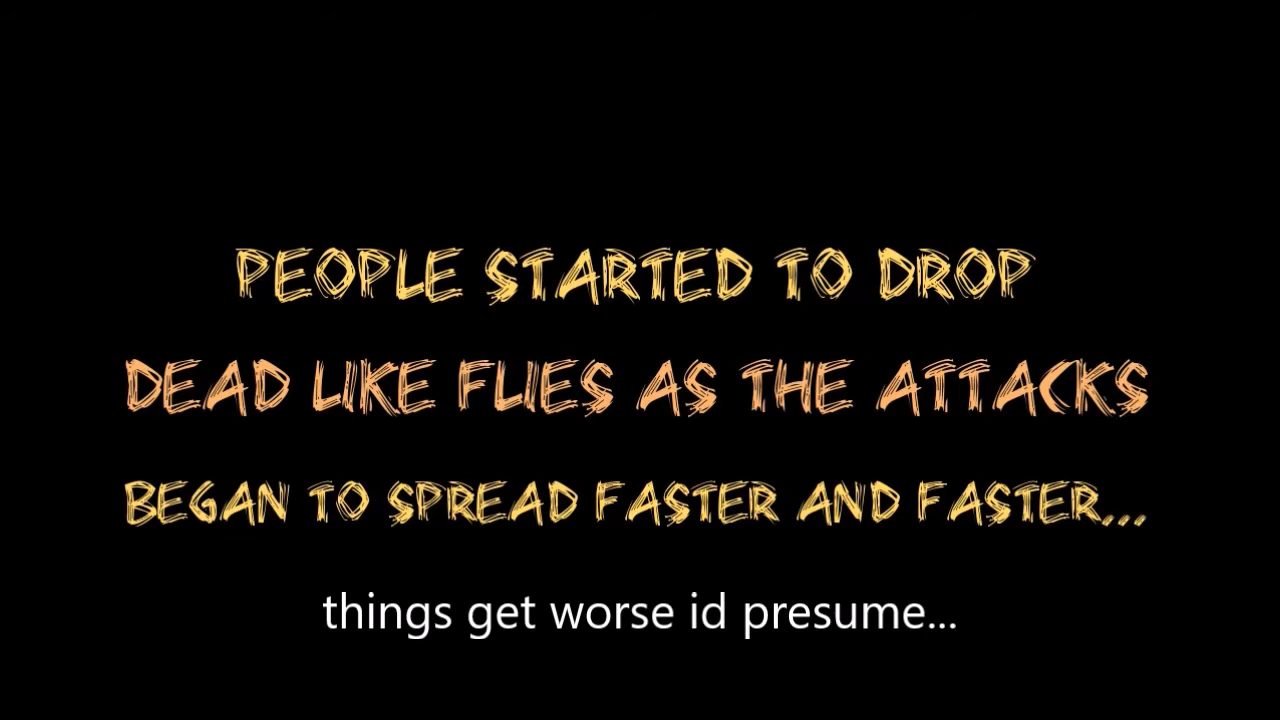 PEOPLE STARTED TO DROP
DEAD LIKE FLIES AS THE ATTACKS
BEGAN TO SPREAD FASTER AND FASTER...
things get worse id presume...